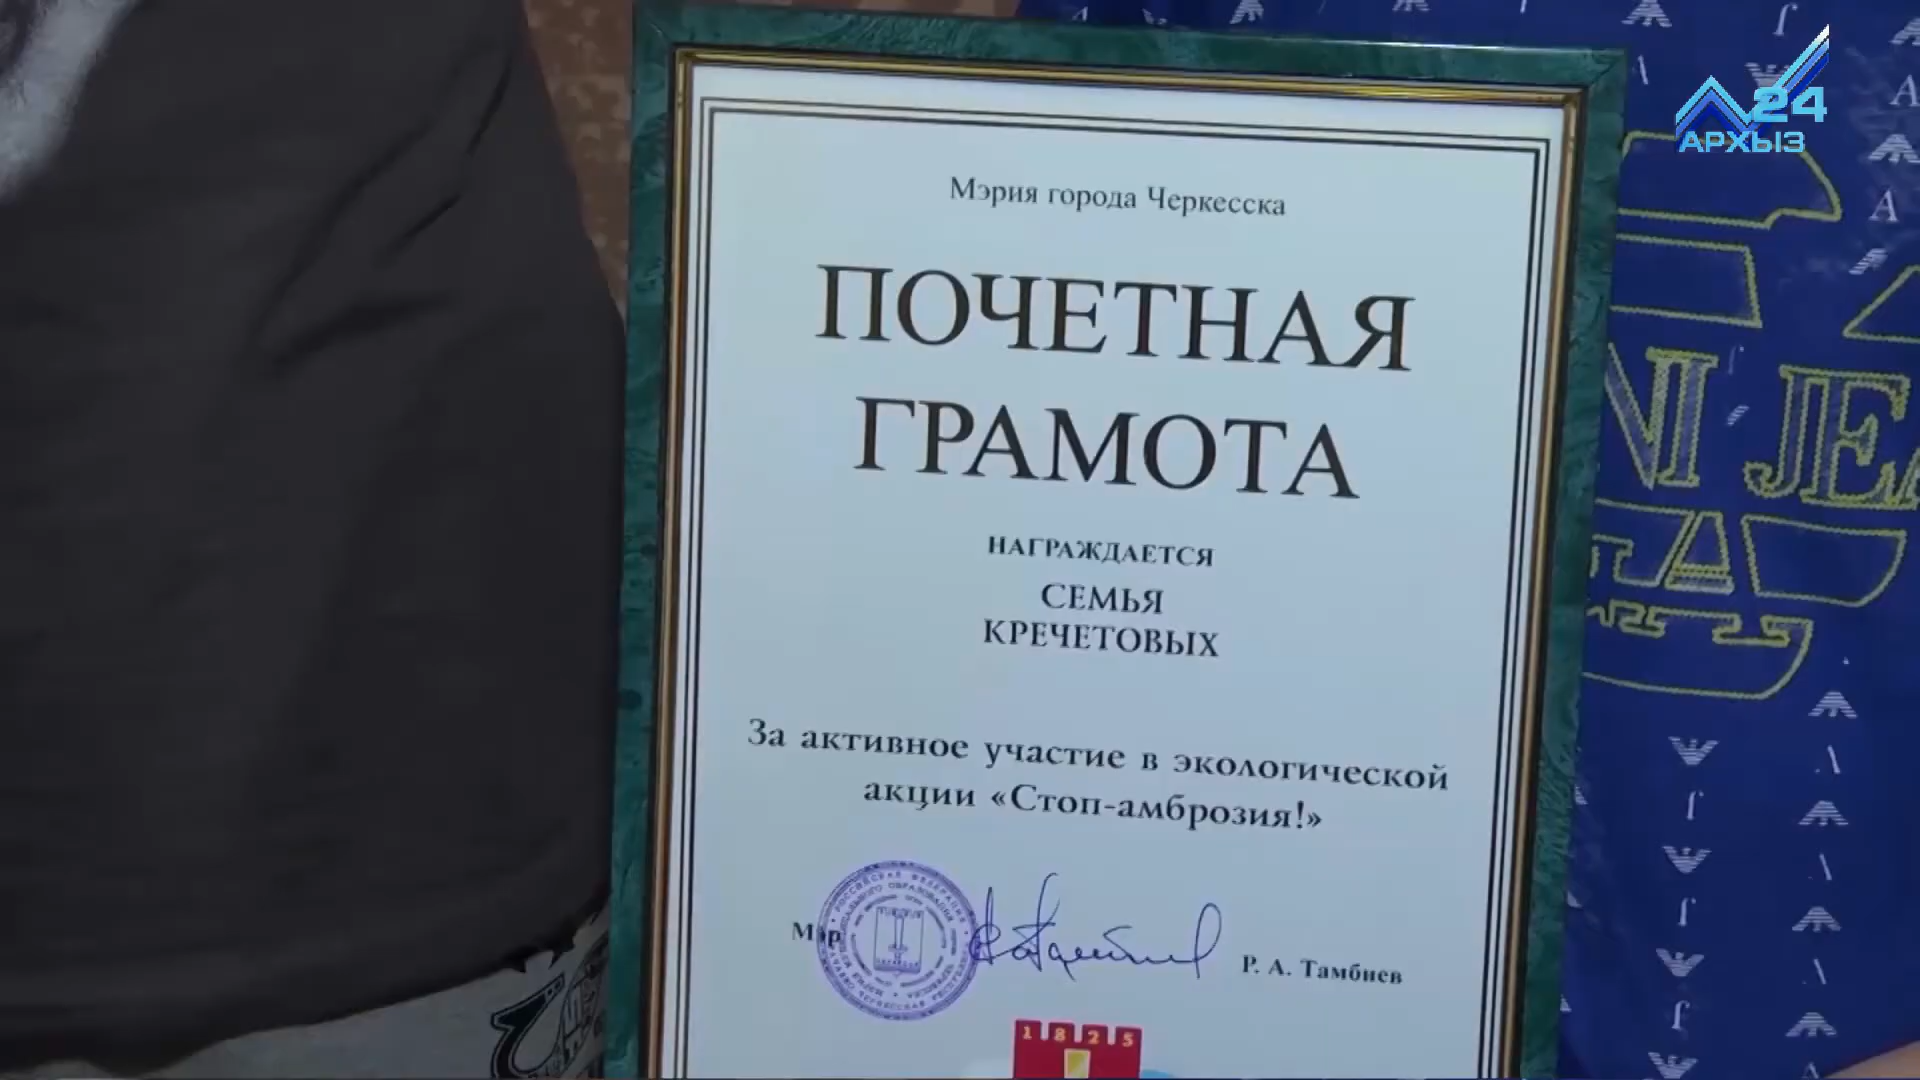 24
АРХЫЗ
Мэрия города Черкесска
ПОЧЕТНАЯ
ГРАМОТА
НАГРАЖДАЕТСЯ
СЕМЬЯ
КРЕЧЕТОВЫХ
За активное участие в экологической
акции «Стоп-амброзия!»
Мэр
Р. А. Тамбиев
1825